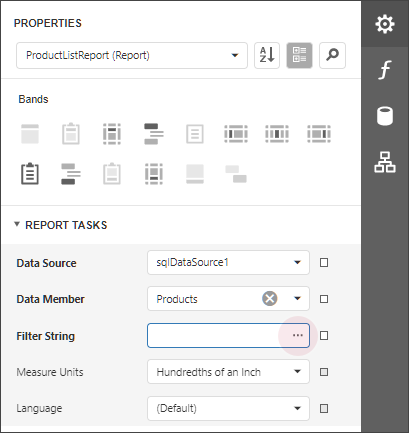 PROPERTIES
ProductListReport (Report)
A
Z
Bands
REPORT TASKS
Data Source sqlDataSource1
Data Member Products
Filter String ...
Measure Units Hundredths of an Inch
Language (Default)